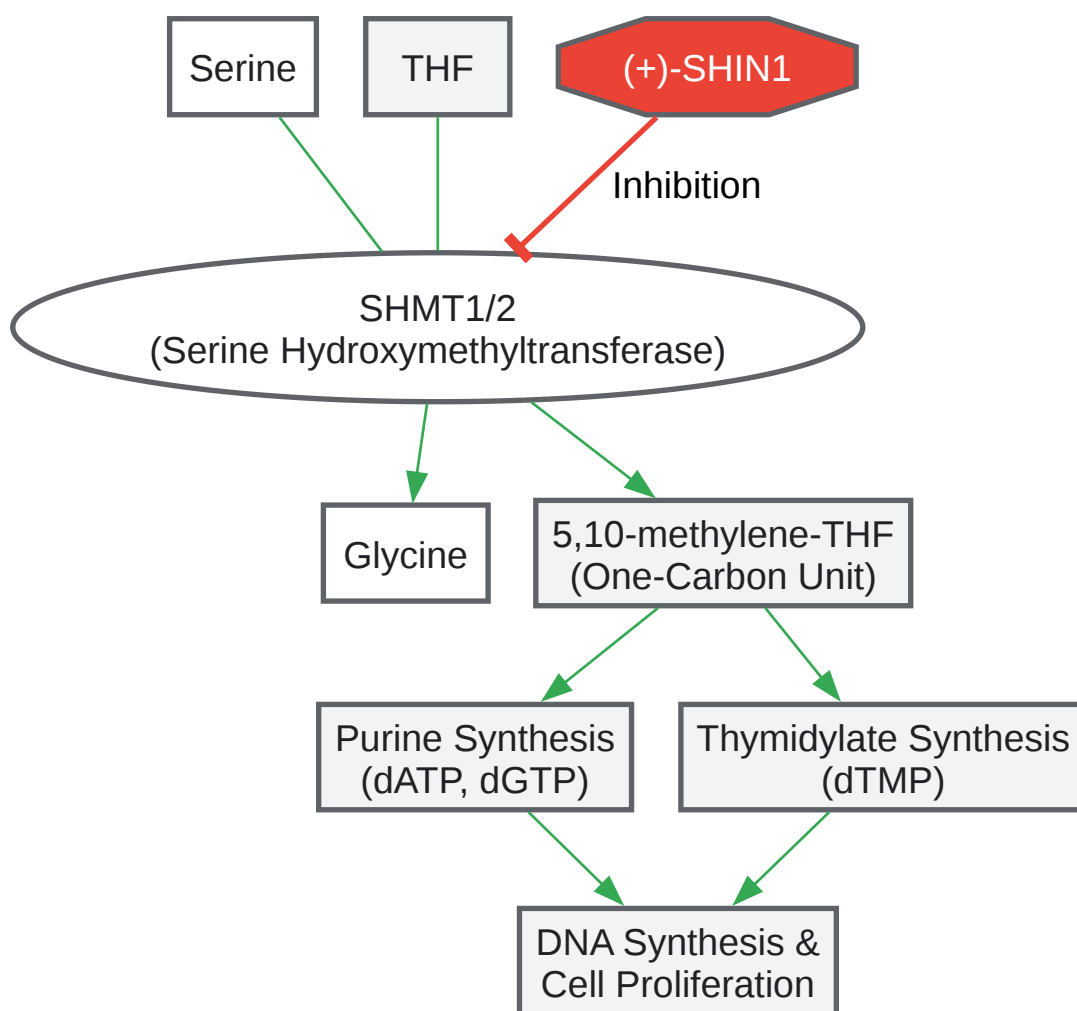 Serine
THF
(+)-SHIN1
Inhibition
SHMT1/2
(Serine Hydroxymethyltransferase)
Glycine
5,10-methylene-THF
(One-Carbon Unit)
Purine Synthesis
(dATP, dGTP)
Thymidylate Synthesis
(dTMP)
DNA Synthesis &
Cell Proliferation